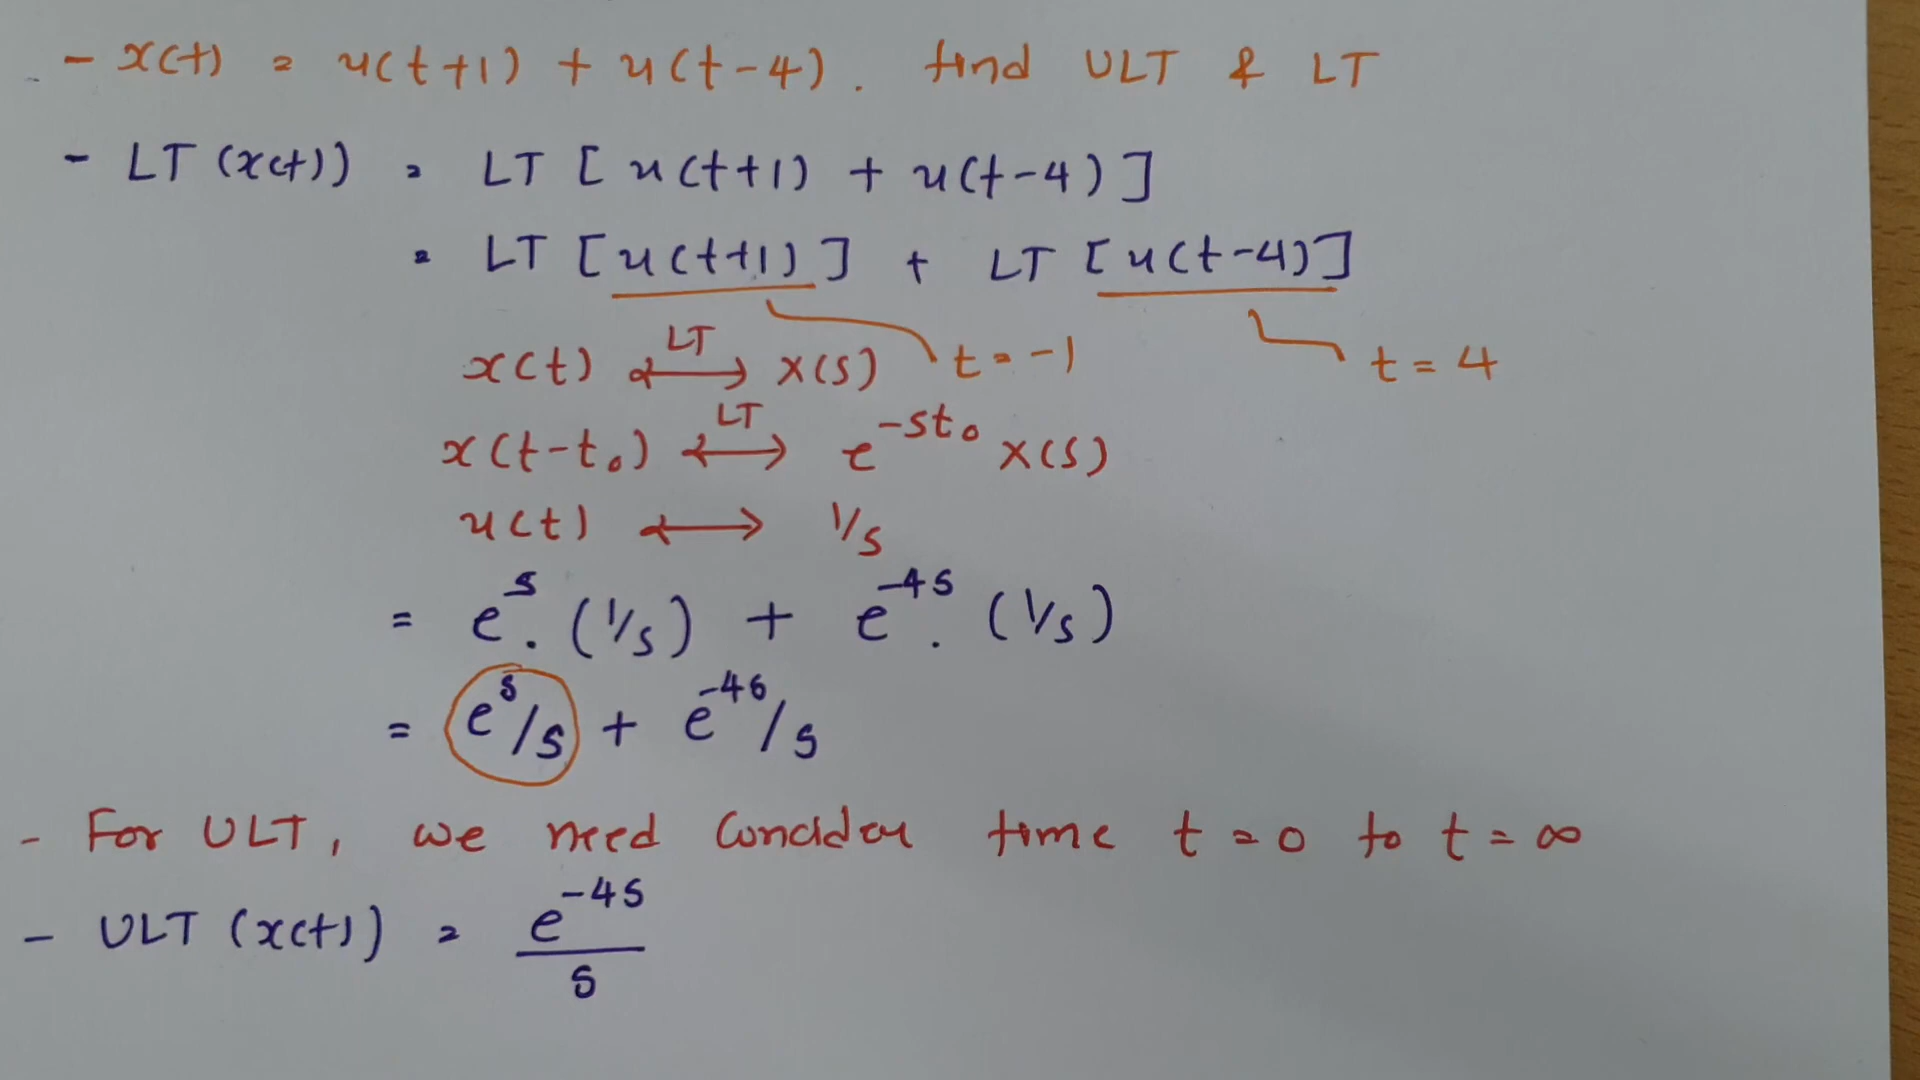 - x(t) = u(t+1) + u(t-4). find ULT & LT
- LT (x(t)) = LT [ u(t+1) + u(t-4) ]
= LT [u(t+1)] + LT [u(t-4)]
x(t) <-LT-> X(s) t = -1 t = 4
x(t-t₀) <-LT-> e^-st₀ X(s)
u(t) <-> 1/s
= e^s . (1/s) + e^-4s . (1/s)
= e^s/s + e^-4s/s
- For ULT, we need concider time t = 0 to t = ∞
- ULT (x(t)) = e^-4s / s